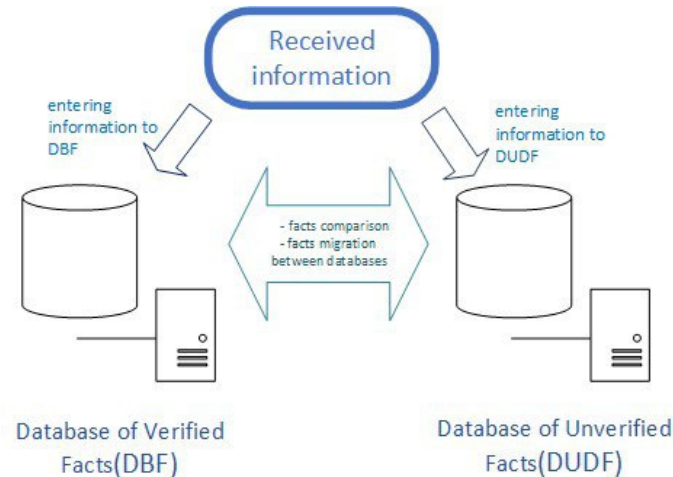 Received
information
entering
information to
DBF
entering
information to
DUDF
- facts comparison
- facts migration
between databases
Database of Verified
Facts(DBF)
Database of Unverified
Facts(DUDF)